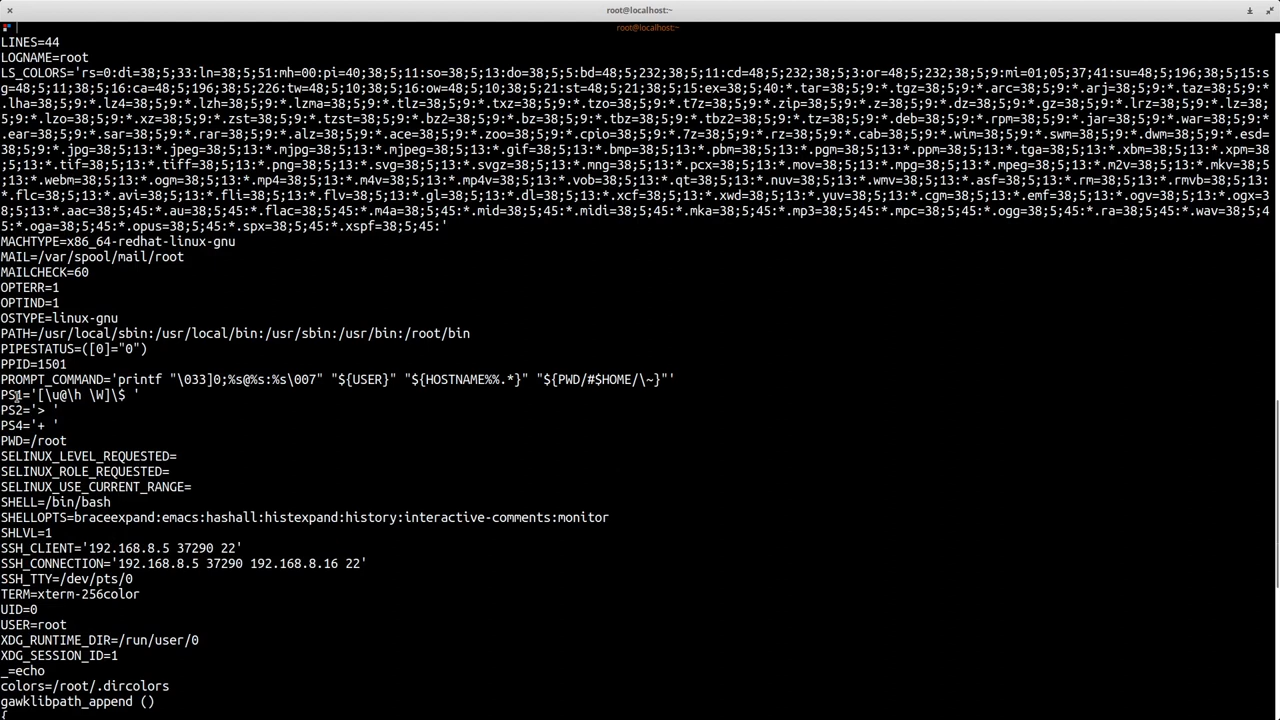 root@localhost:~
root@localhost:~
LINES=44
LOGNAME=root
LS_COLORS='rs=0:di=38;5;33:ln=38;5;51:mh=00:pi=40;38;5;11:so=38;5;13:do=38;5;5:bd=48;5;232;38;5;11:cd=48;5;232;38;5;3:or=48;5;232;38;5;9:mi=01;05;37;41:su=48;5;196;38;5;15:s
g=48;5;11;38;5;16:ca=48;5;196;38;5;226:tw=48;5;10;38;5;16:ow=48;5;10;38;5;21:st=48;5;21;38;5;15:ex=38;5;40:*.tar=38;5;9:*.tgz=38;5;9:*.arc=38;5;9:*.arj=38;5;9:*.taz=38;5;9:*
.lha=38;5;9:*.lz4=38;5;9:*.lzh=38;5;9:*.lzma=38;5;9:*.tlz=38;5;9:*.txz=38;5;9:*.tzo=38;5;9:*.t7z=38;5;9:*.zip=38;5;9:*.z=38;5;9:*.dz=38;5;9:*.gz=38;5;9:*.lrz=38;5;9:*.lz=38;
5;9:*.lzo=38;5;9:*.xz=38;5;9:*.zst=38;5;9:*.tzst=38;5;9:*.bz2=38;5;9:*.bz=38;5;9:*.tbz=38;5;9:*.tbz2=38;5;9:*.tz=38;5;9:*.deb=38;5;9:*.rpm=38;5;9:*.jar=38;5;9:*.war=38;5;9:*
.ear=38;5;9:*.sar=38;5;9:*.rar=38;5;9:*.alz=38;5;9:*.ace=38;5;9:*.zoo=38;5;9:*.cpio=38;5;9:*.7z=38;5;9:*.rz=38;5;9:*.cab=38;5;9:*.wim=38;5;9:*.swm=38;5;9:*.dwm=38;5;9:*.esd=
38;5;9:*.jpg=38;5;13:*.jpeg=38;5;13:*.mjpg=38;5;13:*.mjpeg=38;5;13:*.gif=38;5;13:*.bmp=38;5;13:*.pbm=38;5;13:*.pgm=38;5;13:*.ppm=38;5;13:*.tga=38;5;13:*.xbm=38;5;13:*.xpm=38
;5;13:*.tif=38;5;13:*.tiff=38;5;13:*.png=38;5;13:*.svg=38;5;13:*.svgz=38;5;13:*.mng=38;5;13:*.pcx=38;5;13:*.mov=38;5;13:*.mpg=38;5;13:*.mpeg=38;5;13:*.m2v=38;5;13:*.mkv=38;5
;13:*.webm=38;5;13:*.ogm=38;5;13:*.mp4=38;5;13:*.m4v=38;5;13:*.mp4v=38;5;13:*.vob=38;5;13:*.qt=38;5;13:*.nuv=38;5;13:*.wmv=38;5;13:*.asf=38;5;13:*.rm=38;5;13:*.rmvb=38;5;13:
*.flc=38;5;13:*.avi=38;5;13:*.fli=38;5;13:*.flv=38;5;13:*.gl=38;5;13:*.dl=38;5;13:*.xcf=38;5;13:*.xwd=38;5;13:*.yuv=38;5;13:*.cgm=38;5;13:*.emf=38;5;13:*.ogv=38;5;13:*.ogx=3
8;5;13:*.aac=38;5;45:*.au=38;5;45:*.flac=38;5;45:*.m4a=38;5;45:*.mid=38;5;45:*.midi=38;5;45:*.mka=38;5;45:*.mp3=38;5;45:*.mpc=38;5;45:*.ogg=38;5;45:*.ra=38;5;45:*.wav=38;5;4
5:*.oga=38;5;45:*.opus=38;5;45:*.spx=38;5;45:*.xspf=38;5;45:'
MACHTYPE=x86_64-redhat-linux-gnu
MAIL=/var/spool/mail/root
MAILCHECK=60
OPTERR=1
OPTIND=1
OSTYPE=linux-gnu
PATH=/usr/local/sbin:/usr/local/bin:/usr/sbin:/usr/bin:/root/bin
PIPESTATUS=([0]="0")
PPID=1501
PROMPT_COMMAND='printf "\033]0;%s@%s:%s\007" "${USER}" "${HOSTNAME%%.*}" "${PWD/#$HOME/\~}"'
PS1='[\u@\h \W]\$ '
PS2='> '
PS4='+ '
PWD=/root
SELINUX_LEVEL_REQUESTED=
SELINUX_ROLE_REQUESTED=
SELINUX_USE_CURRENT_RANGE=
SHELL=/bin/bash
SHELLOPTS=braceexpand:emacs:hashall:histexpand:history:interactive-comments:monitor
SHLVL=1
SSH_CLIENT='192.168.8.5 37290 22'
SSH_CONNECTION='192.168.8.5 37290 192.168.8.16 22'
SSH_TTY=/dev/pts/0
TERM=xterm-256color
UID=0
USER=root
XDG_RUNTIME_DIR=/run/user/0
XDG_SESSION_ID=1
_=echo
colors=/root/.dircolors
gawklibpath_append ()
{